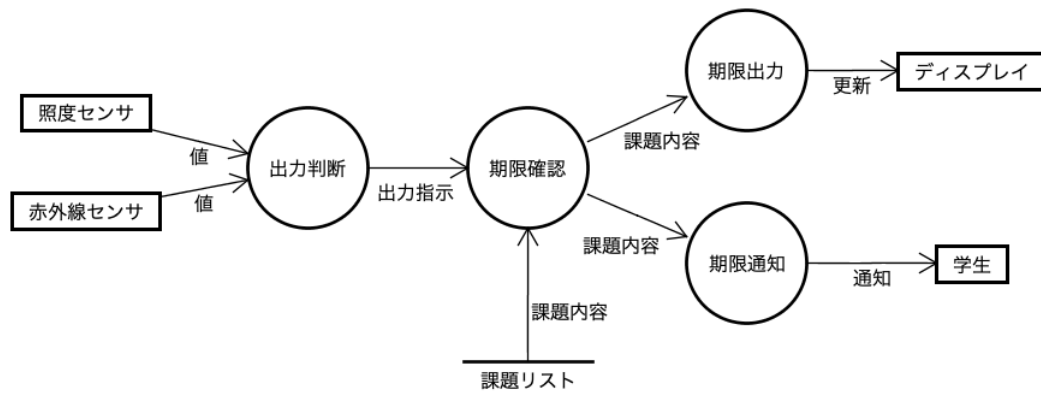 期限出力
ディスプレイ
更新
照度センサ
値
出力判断
期限確認
課題内容
出力指示
赤外線センサ
値
課題内容
期限通知
学生
通知
課題内容
課題リスト